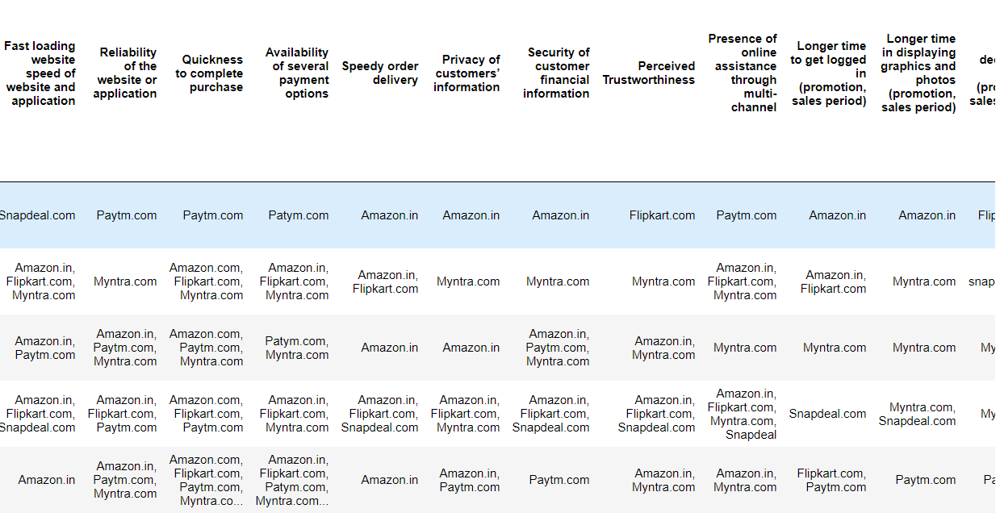 Fast loading
website
speed of
website and
application
Reliability
of the
website or
application
Quickness
to complete
purchase
Availability
of several
payment
options
Speedy order
delivery
Privacy of
customers’
information
Security of
customer
financial
information
Perceived
Trustworthiness
Presence of
online
assistance
through
multi-
channel
Longer time
to get logged
in
(promotion,
sales period)
Longer time
in displaying
graphics and
photos
(promotion,
sales period)
Snapdeal.com
Paytm.com
Paytm.com
Patym.com
Amazon.in
Amazon.in
Amazon.in
Flipkart.com
Paytm.com
Amazon.in
Amazon.in
Amazon.in,
Flipkart.com,
Myntra.com
Myntra.com
Amazon.com,
Flipkart.com,
Myntra.com
Amazon.in,
Flipkart.com,
Myntra.com
Amazon.in,
Flipkart.com
Myntra.com
Myntra.com
Myntra.com
Amazon.in,
Flipkart.com,
Myntra.com
Amazon.in,
Flipkart.com
Myntra.com
snap
Amazon.in,
Paytm.com
Amazon.in,
Paytm.com,
Myntra.com
Amazon.com,
Paytm.com,
Myntra.com
Patym.com,
Myntra.com
Amazon.in
Amazon.in
Amazon.in,
Paytm.com,
Myntra.com
Amazon.in,
Myntra.com
Myntra.com
Myntra.com
Myntra.com
My
Amazon.in,
Flipkart.com,
Snapdeal.com
Amazon.in,
Flipkart.com,
Paytm.com
Amazon.com,
Flipkart.com,
Paytm.com
Amazon.in,
Flipkart.com,
Myntra.com
Amazon.in,
Flipkart.com,
Snapdeal.com
Amazon.in,
Flipkart.com,
Myntra.com
Amazon.in,
Flipkart.com,
Snapdeal.com
Amazon.in,
Flipkart.com,
Snapdeal.com
Amazon.in,
Flipkart.com,
Myntra.com,
Snapdeal
Snapdeal.com
Myntra.com,
Snapdeal.com
My
Amazon.in
Amazon.in,
Paytm.com,
Myntra.com
Amazon.com,
Flipkart.com,
Paytm.com,
Myntra.co...
Amazon.in,
Flipkart.com,
Patym.com,
Myntra.com...
Amazon.in
Amazon.in,
Paytm.com
Paytm.com
Amazon.in,
Myntra.com
Amazon.in,
Myntra.com
Flipkart.com,
Paytm.com
Paytm.com